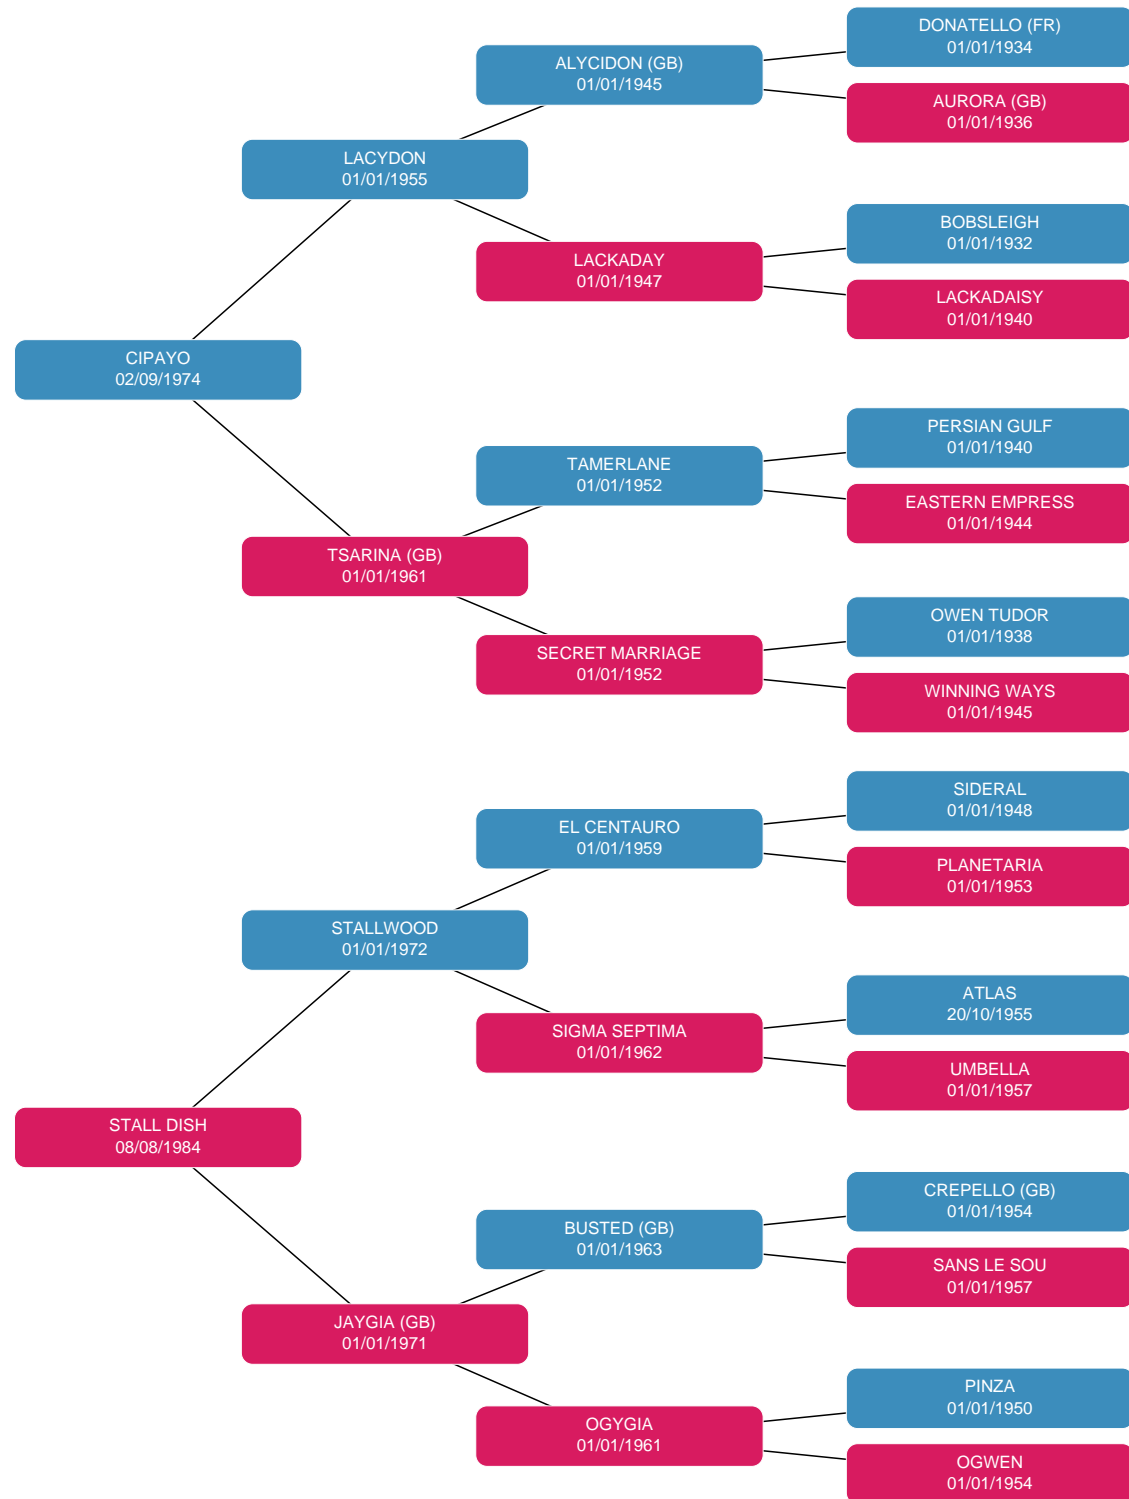 DONATELLO (FR)
01/01/1934
ALYCIDON (GB)
01/01/1945
AURORA (GB)
01/01/1936
LACYDON
01/01/1955
BOBSLEIGH
01/01/1932
LACKADAY
01/01/1947
LACKADAISY
01/01/1940
CIPAYO
02/09/1974
PERSIAN GULF
01/01/1940
TAMERLANE
01/01/1952
EASTERN EMPRESS
01/01/1944
TSARINA (GB)
01/01/1961
OWEN TUDOR
01/01/1938
SECRET MARRIAGE
01/01/1952
WINNING WAYS
01/01/1945
SIDERAL
01/01/1948
EL CENTAURO
01/01/1959
PLANETARIA
01/01/1953
STALLWOOD
01/01/1972
ATLAS
20/10/1955
SIGMA SEPTIMA
01/01/1962
UMBELLA
01/01/1957
STALL DISH
08/08/1984
CREPELLO (GB)
01/01/1954
BUSTED (GB)
01/01/1963
SANS LE SOU
01/01/1957
JAYGIA (GB)
01/01/1971
PINZA
01/01/1950
OGYGIA
01/01/1961
OGWEN
01/01/1954